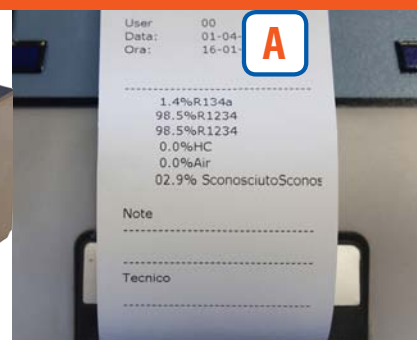 User 00
Data: 01-04-
Ora: 16-01-
A
1.4%R134a
98.5%R1234
98.5%R1234
0.0%HC
0.0%Air
02.9% SconosciutoSconos
Note
Tecnico